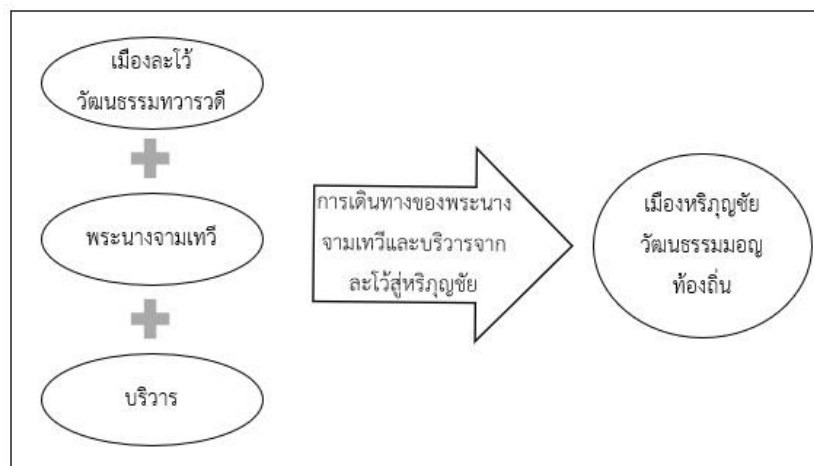 เมืองละโว้
วัฒนธรรมทวารวดี
พระนางจามเทวี
บริวาร
การเดินทางของพระนาง
จามเทวีและบริวารจาก
ละโว้สู่หริภุญชัย
เมืองหริภุญชัย
วัฒนธรรมมอญ
ท้องถิ่น